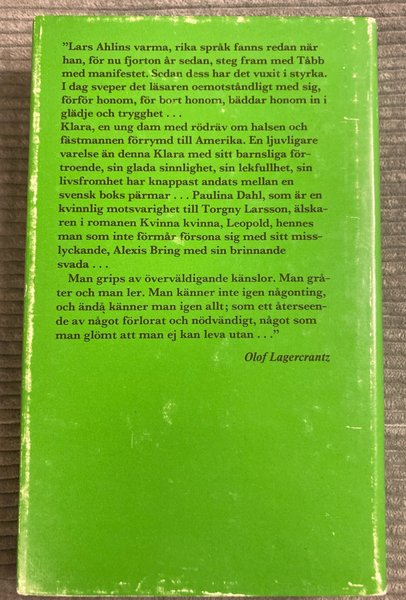 ”Lars Ahlins varma, rika språk fanns redan när
han, för nu fjorton år sedan, steg fram med Tåbb
med manifestet. Sedan dess har det vuxit i styrka.
I dag sveper det läsaren oemotståndligt med sig,
förför honom, för bort honom, bäddar honom in i
glädje och trygghet . . .
Klara, en ung dam med rödräv om halsen och
fästmannen förrymd till Amerika. En ljuvligare
varelse än denna Klara med sitt barnsliga för-
troende, sin glada sinnlighet, sin lekfullhet, sin
livsfromhet har knappast andats mellan en
svensk boks pärmar . . . Paulina Dahl, som är en
kvinnlig motsvarighet till Torgny Larsson, älska-
ren i romanen Kvinna kvinna, Leopold, hennes
man som inte förmår försona sig med sitt miss-
lyckande, Alexis Bring med sin brinnande
svada . . .
Man grips av överväldigande känslor. Man grå-
ter och man ler. Man känner inte igen någonting,
och ändå känner man igen allt; som ett återseen-
de av något förlorat och nödvändigt, något som
man glömt att man ej kan leva utan . . .”
Olof Lagercrantz